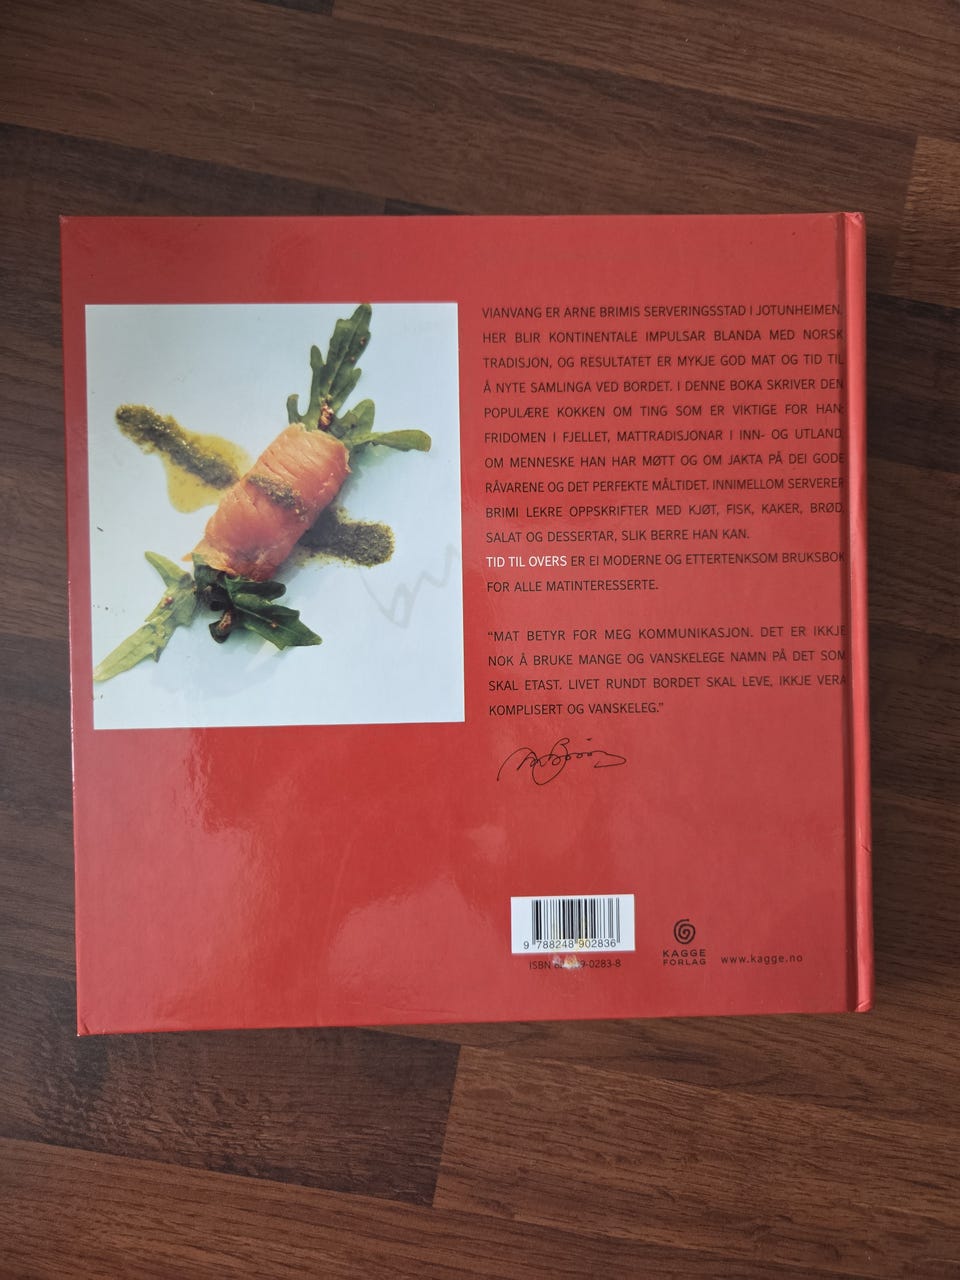 VIANVANG ER ARNE BRIMIS SERVERINGSSTAD I JOTUNHEIMEN.
HER BLIR KONTINENTALE IMPULSAR BLANDA MED NORSK
TRADISJON, OG RESULTATET ER MYKJE GOD MAT OG TID TIL
Å NYTE SAMLINGA VED BORDET. I DENNE BOKA SKRIVER DEN
POPULÆRE KOKKEN OM TING SOM ER VIKTIGE FOR HAN:
FRIDOMEN I FJELLET, MATTRADISJONAR I INN- OG UTLAND,
OM MENNESKE HAN HAR MØTT OG OM JAKTA PÅ DEI GODE
RÅVARENE OG DET PERFEKTE MÅLTIDET. INNIMELLOM SERVERER
BRIMI LEKRE OPPSKRIFTER MED KJØT, FISK, KAKER, BRØD,
SALAT OG DESSERTAR, SLIK BERRE HAN KAN.
TID TIL OVERS ER EI MODERNE OG ETTERTENKSOM BRUKSBOK
FOR ALLE MATINTERESSERTE.
"MAT BETYR FOR MEG KOMMUNIKASJON. DET ER IKKJE
NOK Å BRUKE MANGE OG VANSKELEGE NAMN PÅ DET SOM
SKAL ETAST. LIVET RUNDT BORDET SKAL LEVE, IKKJE VERA
KOMPLISERT OG VANSKELEG."
9 788248 902836
ISBN 0283-8
KAGGE
FORLAG
www.kagge.no